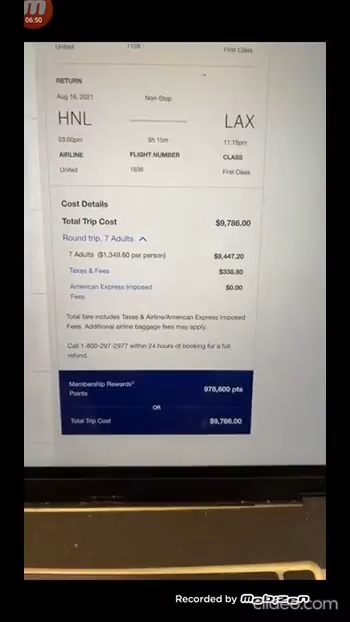 06:50
United 1158 First Class
RETURN
Aug 16, 2021 Non-Stop
HNL LAX
03:00pm 5h 15m 11:15pm
AIRLINE FLIGHT NUMBER CLASS
United 1636 First Class
Cost Details
Total Trip Cost $9,786.00
Round trip, 7 Adults
7 Adults ($1,349.60 per person) $9,447.20
Taxes & Fees $338.80
American Express Imposed $0.00
Fees
Total fare includes Taxes & Airline/American Express Imposed
Fees. Additional airline baggage fees may apply.
Call 1-800-297-2977 within 24 hours of booking for a full
refund.
Membership Rewards® 978,600 pts
Points
OR
Total Trip Cost $9,786.00
Recorded by Mobizen
clideo.com